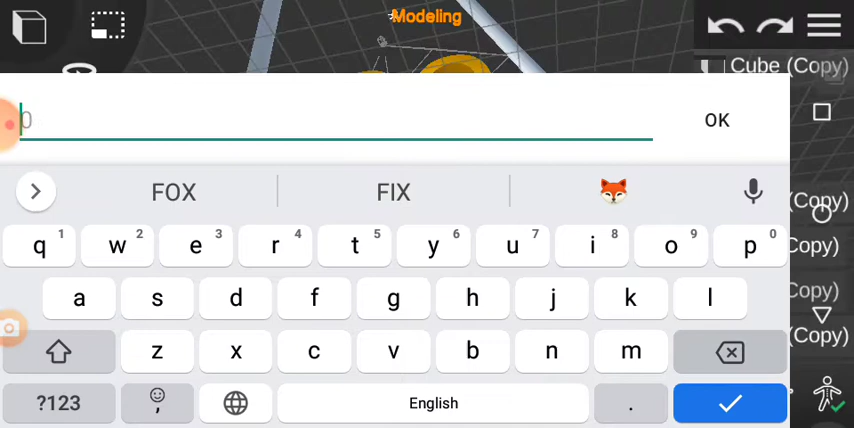 Modeling
Cube (Copy)
0
OK
(Copy)
FOX FIX
Copy)
q 1 w 2 e 3 r 4 t 5 y 6 u 7 i 8 o 9 p 0
Copy)
a s d f g h j k l
(Copy)
z x c v b n m
?123 , English .